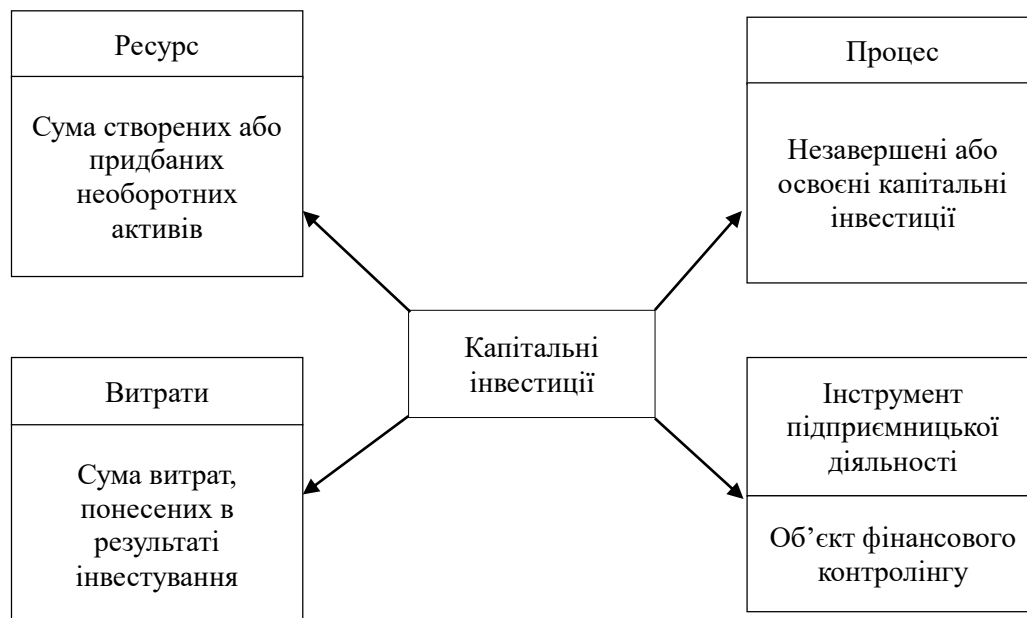 Ресурс
Сума створених або
придбаних
необоротних
активів
Процес
Незавершені або
освоєні капітальні
інвестиції
Капітальні
інвестиції
Витрати
Сума витрат,
понесених в
результаті
інвестування
Інструмент
підприємницької
діяльності
Об’єкт фінансового
контролінгу